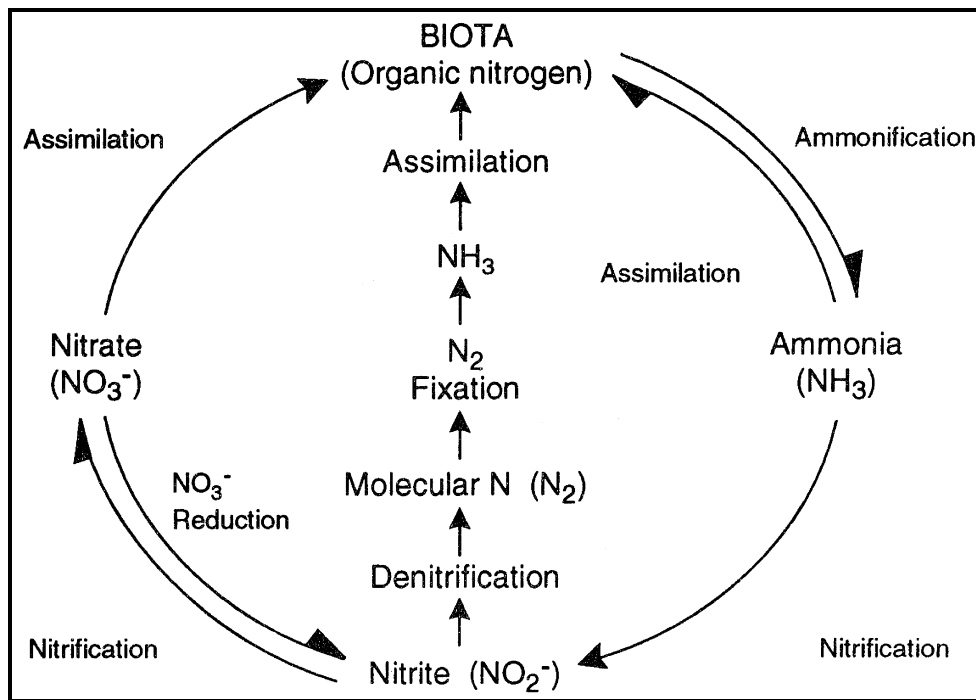 BIOTA
(Organic nitrogen)
Assimilation
Ammonification
Assimilation
NH₃
Assimilation
Nitrate
(NO₃⁻)
N₂
Fixation
Ammonia
(NH₃)
NO₃⁻
Reduction
Molecular N (N₂)
Denitrification
Nitrification
Nitrite (NO₂⁻)
Nitrification